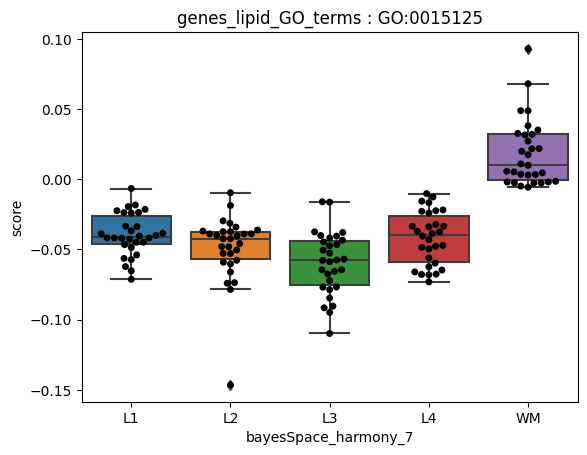 genes_lipid_GO_terms : GO:0015125
0.10
0.05
0.00
−0.05
−0.10
−0.15
score
L1 L2 L3 L4 WM
bayesSpace_harmony_7